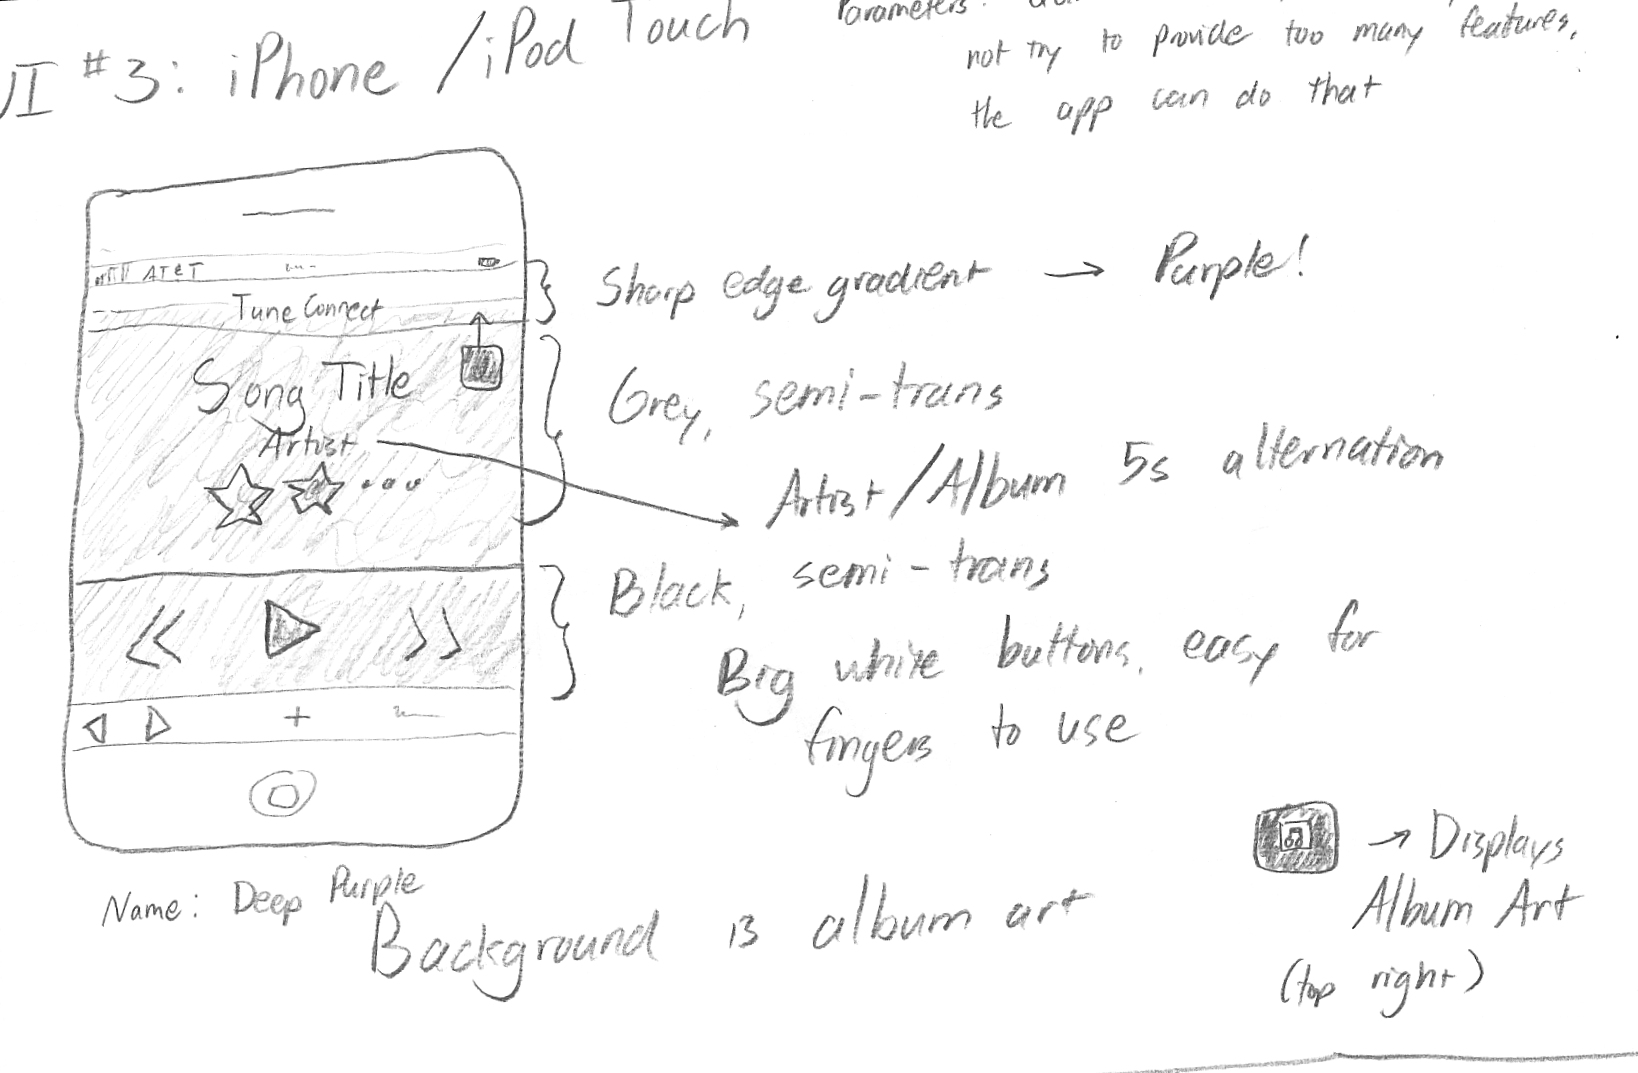 UI #3: iPhone / iPod Touch
Parameters:
not try to provide too many features,
the app can do that
AT&T
Tune Connect
Song Title
Artist
Sharp edge gradient → Purple!
Grey, semi-trans
Artist/Album 5s alternation
Black, semi-trans
Big white buttons, easy for
fingers to use
Name: Deep Purple
Background is album art
→ Displays
Album Art
(top right)